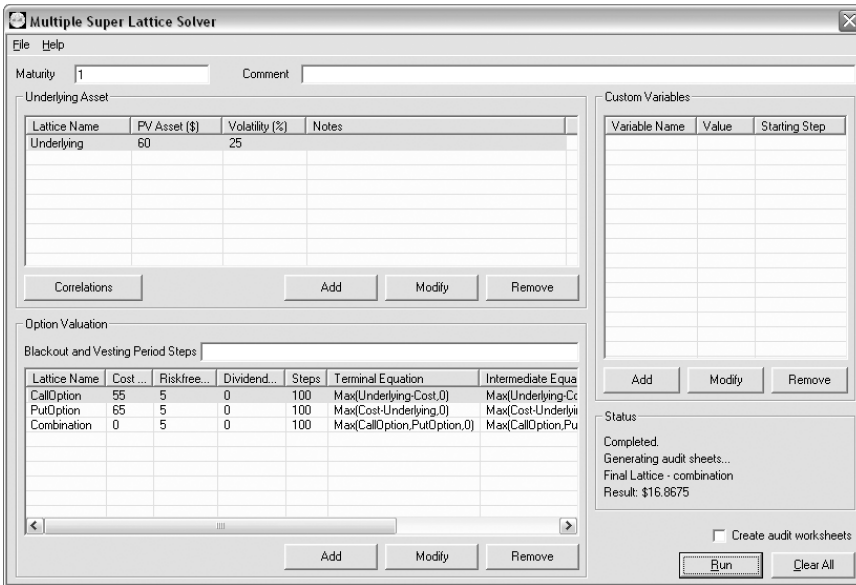 Multiple Super Lattice Solver
File Help
Maturity 1 Comment
Underlying Asset
Lattice Name PV Asset ($) Volatility (%) Notes
Underlying 60 25
Correlations Add Modify Remove
Custom Variables
Variable Name Value Starting Step
Add Modify Remove
Option Valuation
Blackout and Vesting Period Steps
Lattice Name Cost ... Riskfree... Dividend... Steps Terminal Equation Intermediate Equa
CallOption 55 5 0 100 Max(Underlying-Cost,0) Max(Underlying-Co
PutOption 65 5 0 100 Max(Cost-Underlying,0) Max(Cost-Underlyi
Combination 0 5 0 100 Max(CallOption,PutOption,0) Max(CallOption,Pu
Add Modify Remove
Status
Completed.
Generating audit sheets...
Final Lattice - combination
Result: $16.8675
Create audit worksheets
Run Clear All